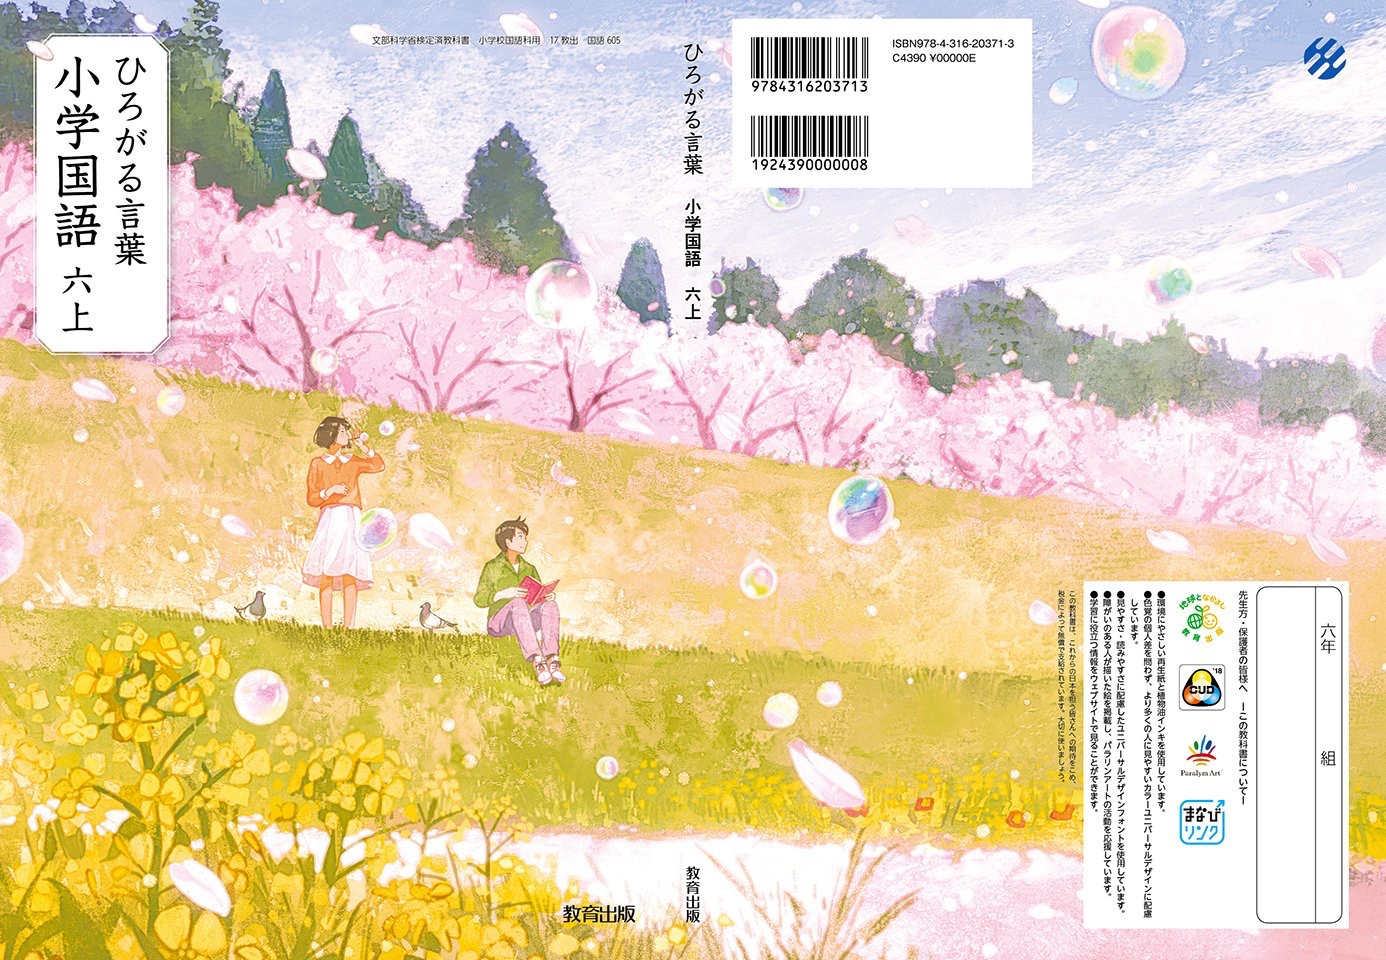 文部科学省検定済教科書　小学校国語科用　17 教出　国語 605
ひろがる言葉
小学国語 六上
教育出版
ひろがる言葉　小学国語　六上
教育出版
ISBN978-4-316-20371-3
C4390 ¥00000E
9784316203713
1924390000008
六年　組
先生方・保護者の皆様へ　ーこの教科書についてー
地球となかよし
教育出版
CUD
'18
Paralym Art
まなび
リンク
●環境にやさしい再生紙と植物油インキを使用しています。
●色覚の個人差を問わず、より多くの人に見やすいカラーユニバーサルデザインに配慮
しています。
●見やすさ・読みやすさに配慮したユニバーサルデザインフォントを使用しています。
●障がいのある人が描いた絵を掲載し、パラリンアートの活動を応援しています。
●学習に役立つ情報をウェブサイトで見ることができます。
この教科書は、これからの日本を担う皆さんへの期待をこめ、
税金によって無償で支給されています。大切に使いましょう。